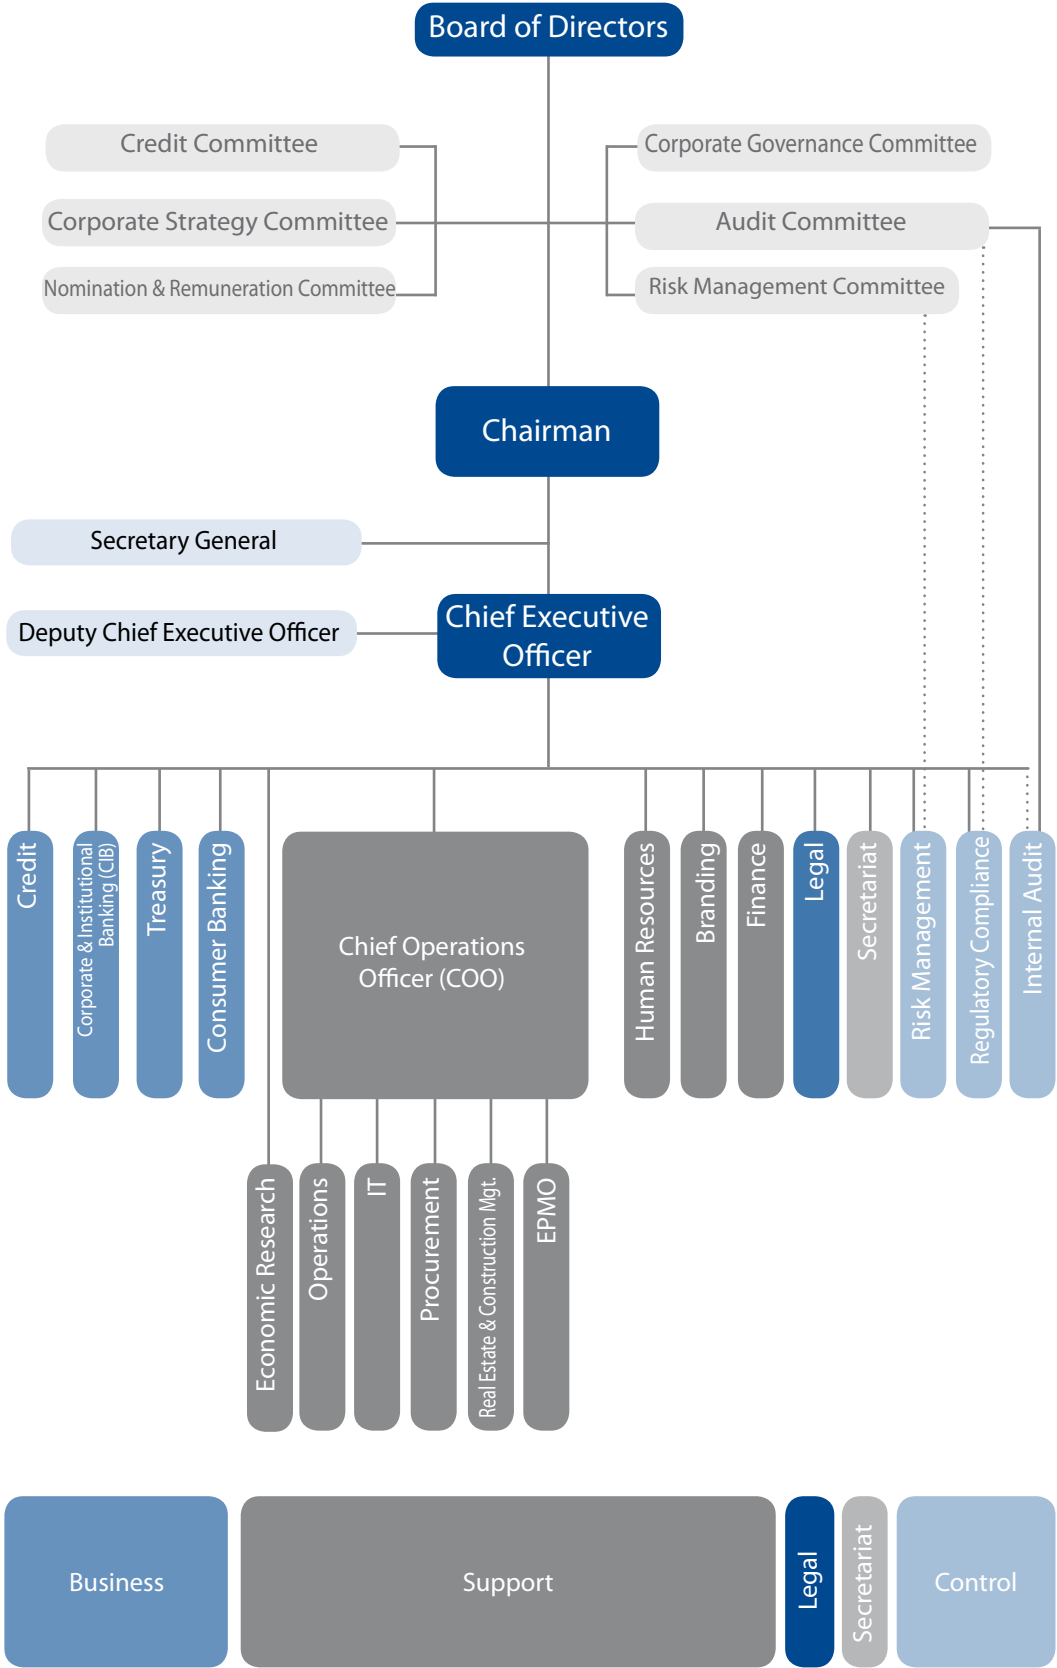 Board of Directors
Credit Committee
Corporate Governance Committee
Corporate Strategy Committee
Audit Committee
Nomination & Remuneration Committee
Risk Management Committee
Chairman
Secretary General
Chief Executive
Officer
Deputy Chief Executive Officer
Credit
Corporate & Institutional
Banking (CIB)
Treasury
Consumer Banking
Chief Operations
Officer (COO)
Human Resources
Branding
Finance
Legal
Secretariat
Risk Management
Regulatory Compliance
Internal Audit
Economic Research
Operations
IT
Procurement
Real Estate & Construction Mgt.
EPMO
Business
Support
Legal
Secretariat
Control